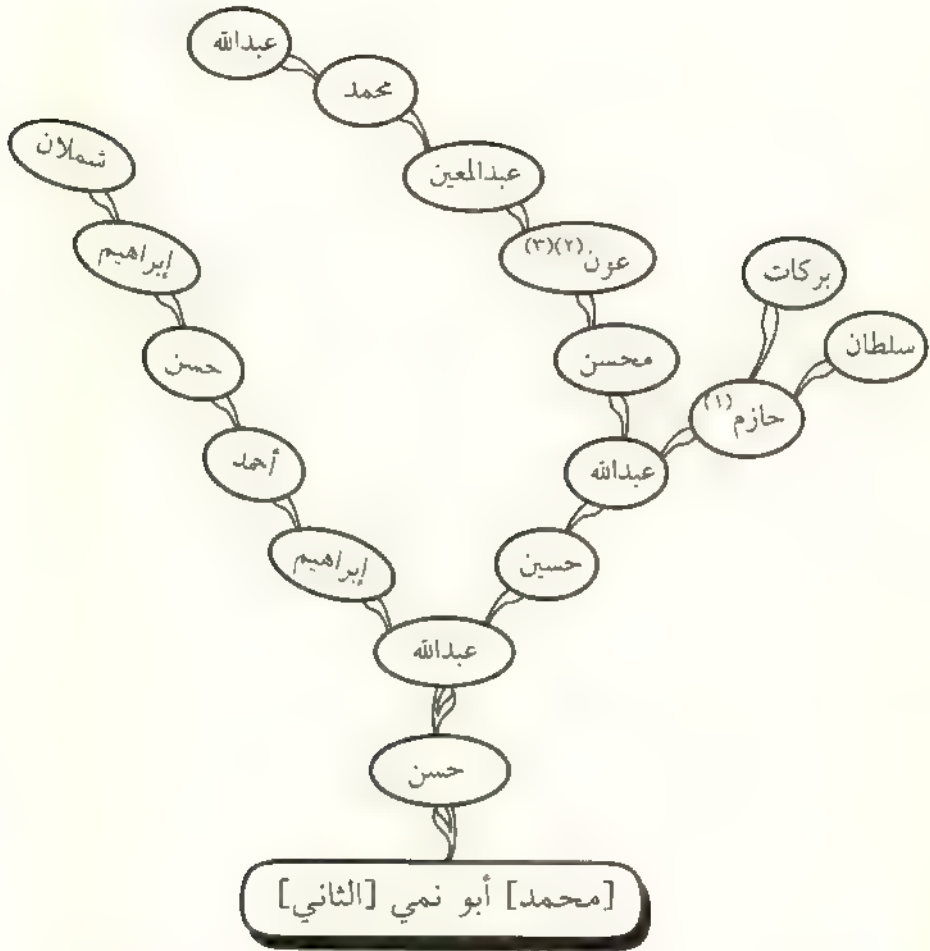 عبدالله
محمد
شملان
عبدالمعين
إبراهيم
عون (٢)(٣)
بركات
سلطان
حسن
محسن
حازم (١)
أحمد
عبدالله
إبراهيم
حسين
عبدالله
حسن
[محمد] أبو نمي [الثاني]